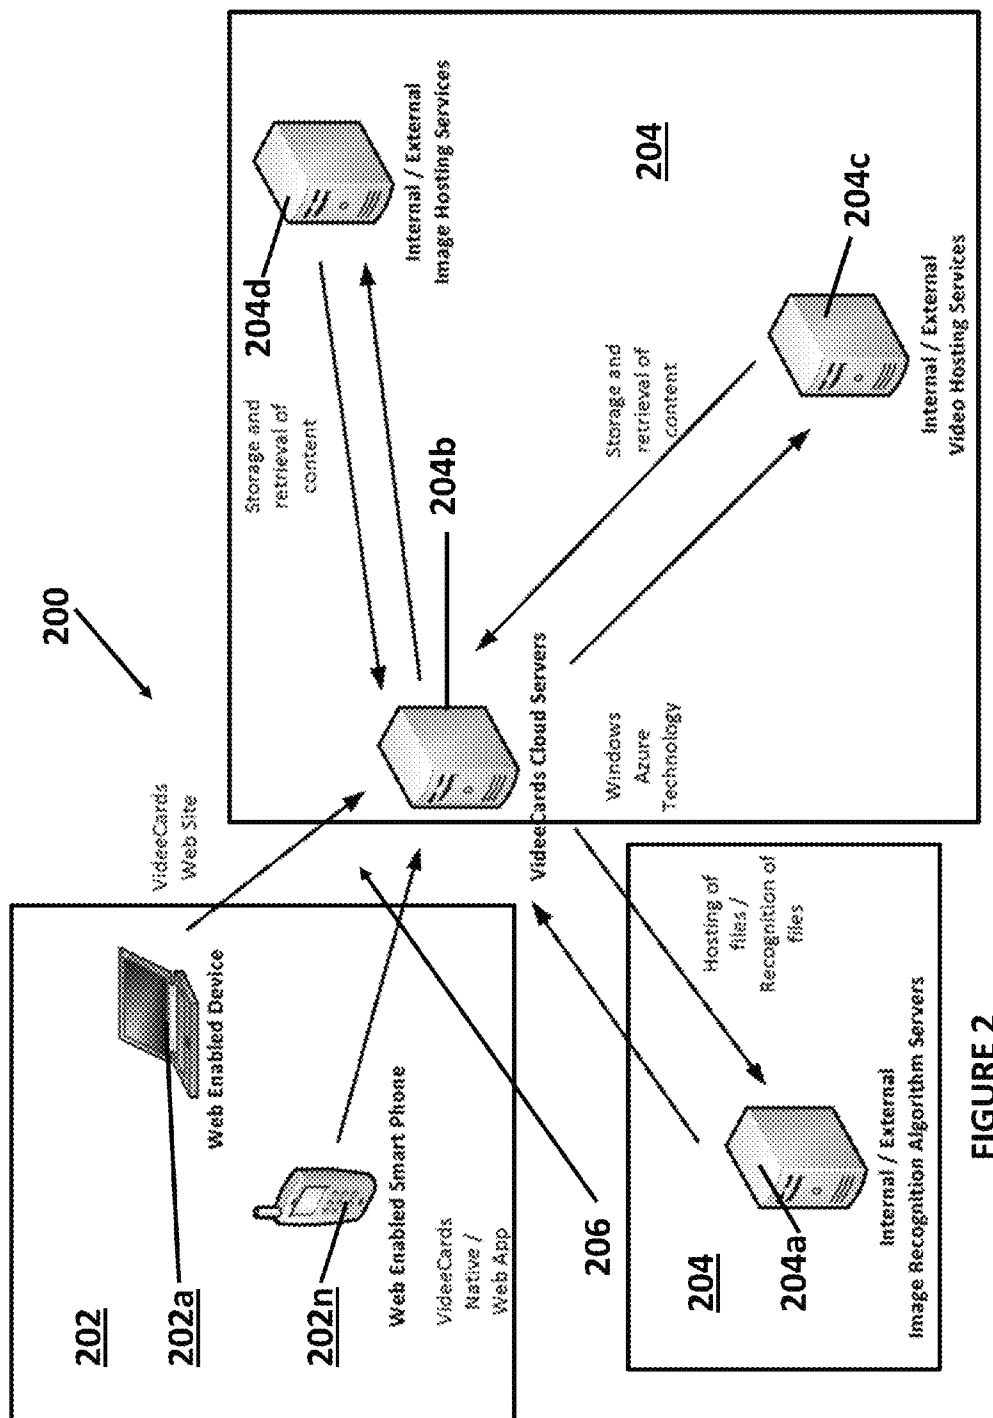 200
202
202a
Web Enabled Device
202n
Web Enabled Smart Phone
VideeCards
Native /
Web App
VideeCards
Web Site
206
204d
Internal / External
Image Hosting Services
Storage and
retrieval of
content
204b
VideeCards Cloud Servers
Windows
Azure
Technology
204
Storage and
retrieval of
content
204c
Internal / External
Video Hosting Services
Hosting of
files /
Recognition of
files
204
204a
Internal / External
Image Recognition Algorithm Servers
FIGURE 2